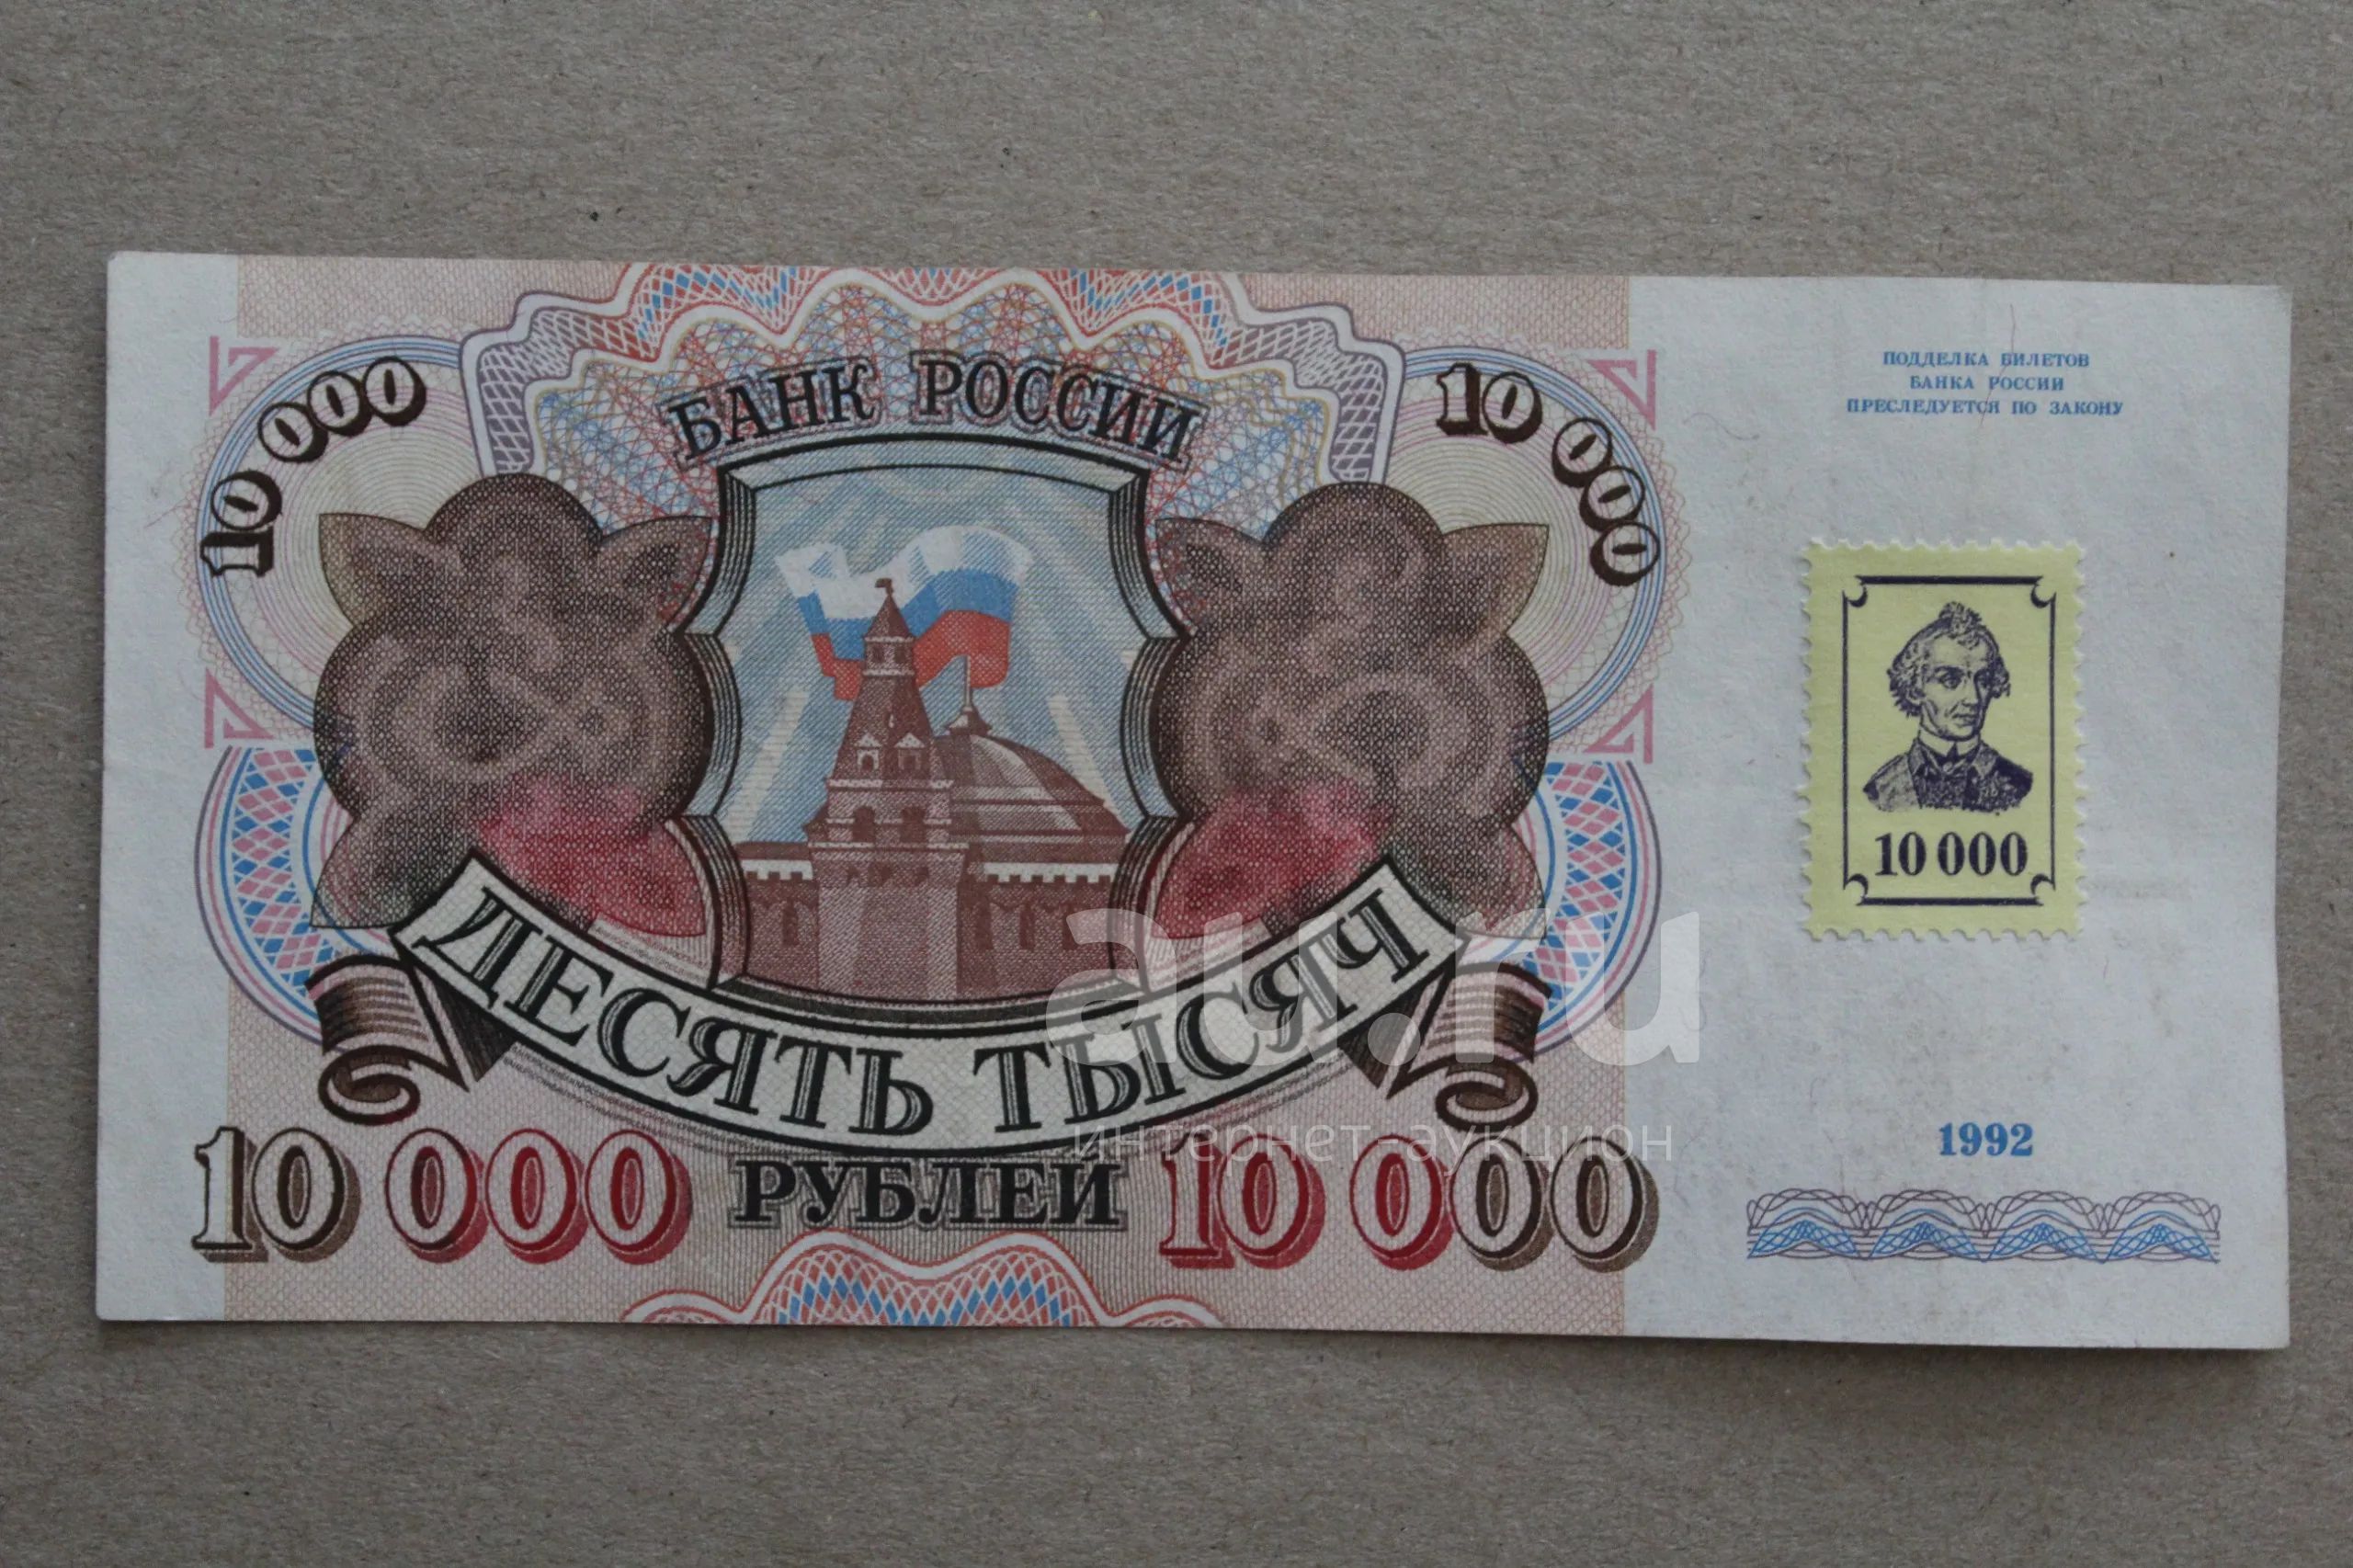 10 000
БАНК РОССИИ
10 000
ПОДДЕЛКА БИЛЕТОВ
БАНКА РОССИИ
ПРЕСЛЕДУЕТСЯ ПО ЗАКОНУ
10 000
ДЕСЯТЬ ТЫСЯЧ
au.ru
интернет-аукцион
10 000
РУБЛЕЙ
10 000
1992